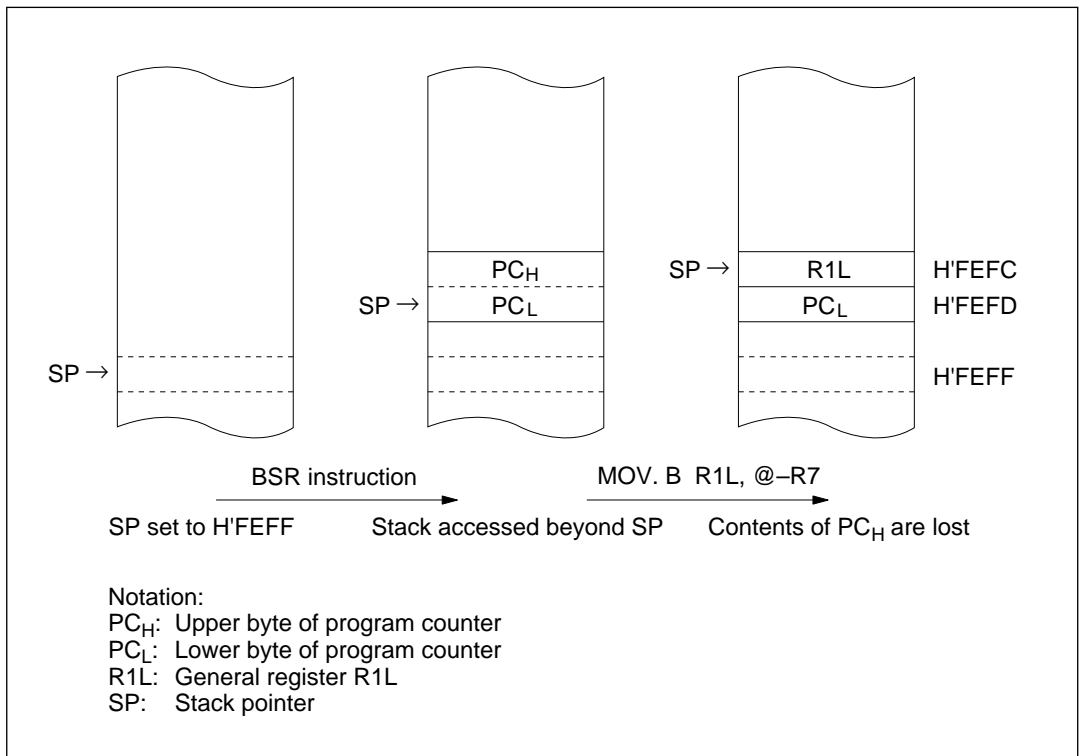 PCH
SP → R1L H'FEFC
SP → PCL PCL H'FEFD
SP → H'FEFF
BSR instruction MOV. B R1L, @–R7
SP set to H'FEFF Stack accessed beyond SP Contents of PCH are lost
Notation:
PCH: Upper byte of program counter
PCL: Lower byte of program counter
R1L: General register R1L
SP: Stack pointer